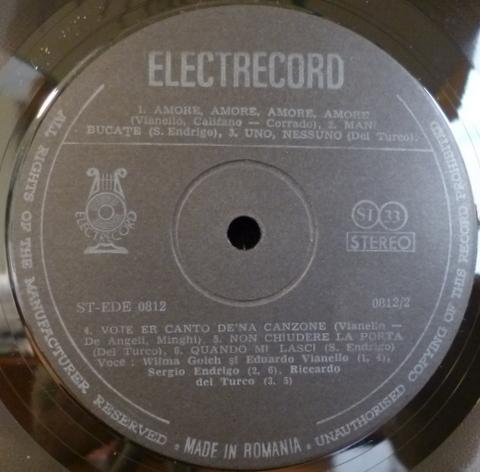 ELECTRECORD
1. AMORE, AMORE, AMORE, AMORE
(Vianello, Califano — Corrado), 2. MANI
BUCATE (S. Endrigo), 3. UNO, NESSUNO (Del Turco).
ELECTRECORD
ST 33
STEREO
ST-EDE 0812
0812/2
4. VOJE ER CANTO DE'NA CANZONE (Vianello —
De Angeli, Minghi), 5. NON CHIUDERE LA PORTA
(Del Turco), 6. QUANDO MI LASCI (S. Endrigo)
Voce: Wilma Goich și Eduardo Vianello (1, 4),
Sergio Endrigo (2, 6), Riccardo
del Turco (3, 5)
ALL RIGHTS OF THE MANUFACTURER RESERVED • MADE IN ROMANIA • UNAUTHORISED COPYING OF THIS RECORD PROHIBITED